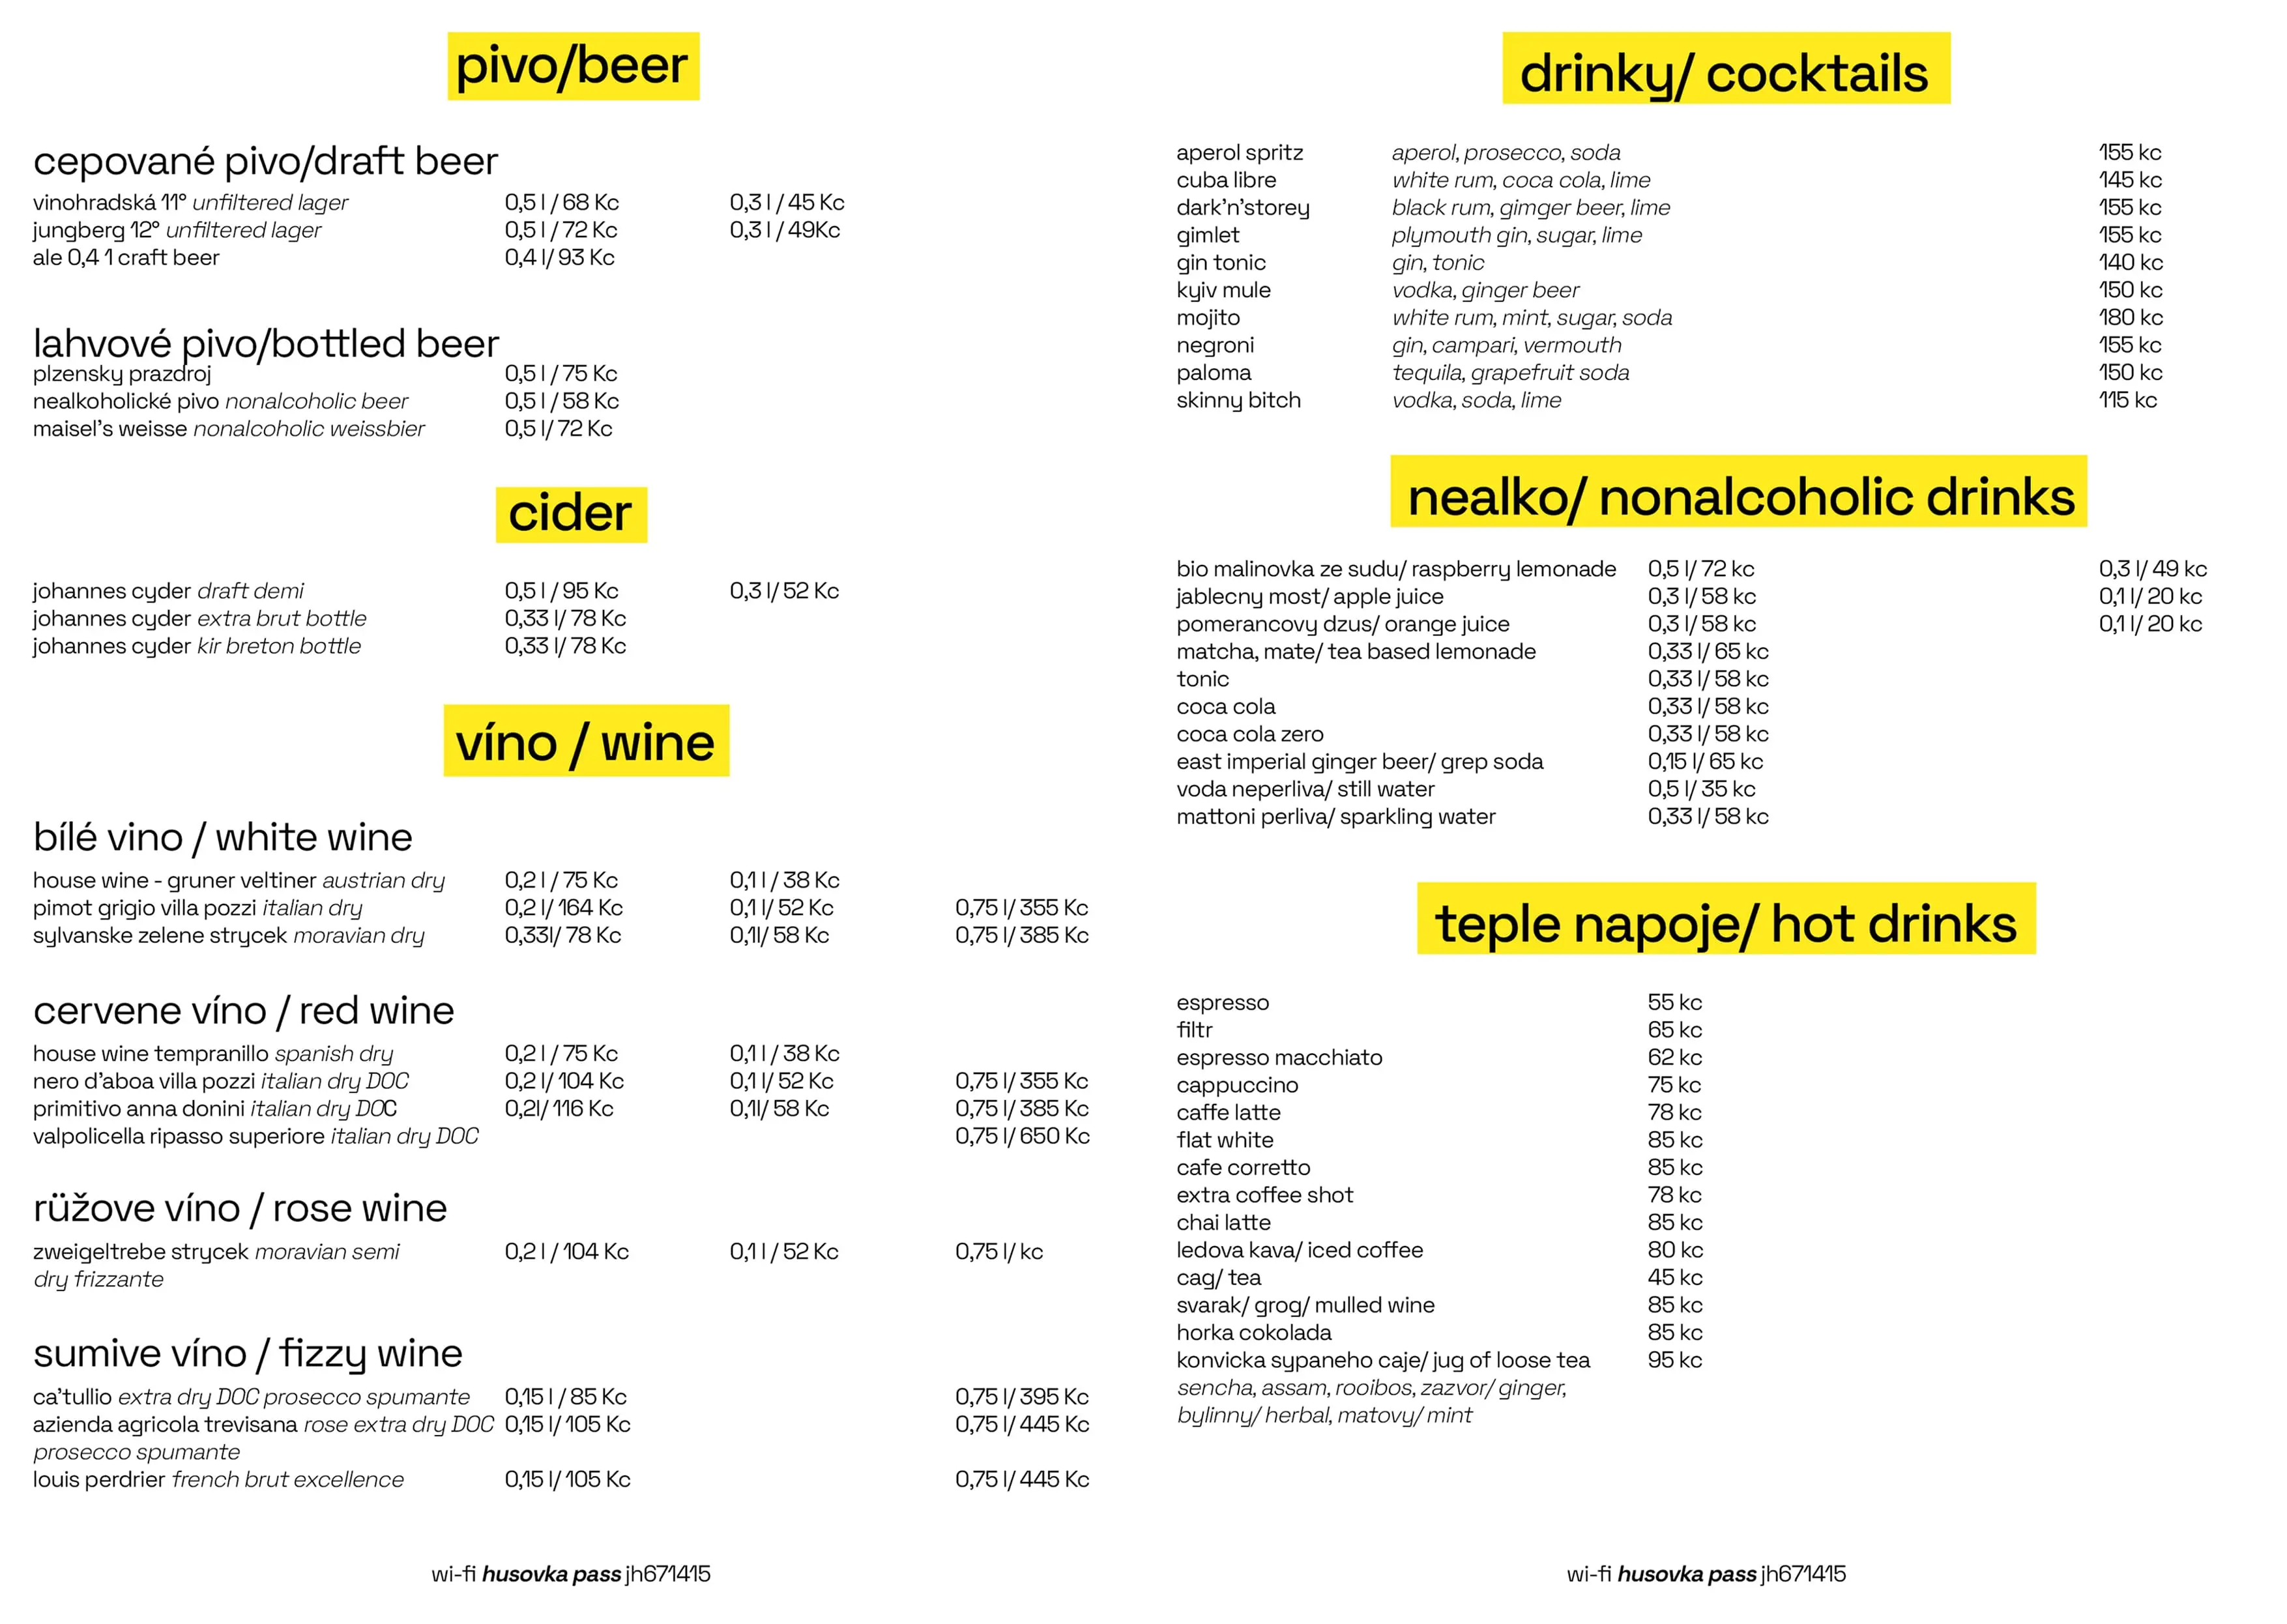 pivo/beer
cepované pivo/draft beer
vinohradská 11° unfiltered lager 0,5 l / 68 Kc 0,3 l / 45 Kc
jungberg 12° unfiltered lager 0,5 l / 72 Kc 0,3 l / 49Kc
ale 0,4 1 craft beer 0,4 l/ 93 Kc
lahvové pivo/bottled beer
plzensky prazdroj 0,5 l / 75 Kc
nealkoholické pivo nonalcoholic beer 0,5 l / 58 Kc
maisel's weisse nonalcoholic weissbier 0,5 l/ 72 Kc
cider
johannes cyder draft demi 0,5 l / 95 Kc 0,3 l/ 52 Kc
johannes cyder extra brut bottle 0,33 l/ 78 Kc
johannes cyder kir breton bottle 0,33 l/ 78 Kc
víno / wine
bílé vino / white wine
house wine - gruner veltiner austrian dry 0,2 l / 75 Kc 0,1 l / 38 Kc
pimot grigio villa pozzi italian dry 0,2 l/ 164 Kc 0,1 l/ 52 Kc 0,75 l/ 355 Kc
sylvanske zelene strycek moravian dry 0,33l/ 78 Kc 0,1l/ 58 Kc 0,75 l/ 385 Kc
cervene víno / red wine
house wine tempranillo spanish dry 0,2 l / 75 Kc 0,1 l / 38 Kc
nero d'aboa villa pozzi italian dry DOC 0,2 l/ 104 Kc 0,1 l/ 52 Kc 0,75 l/ 355 Kc
primitivo anna donini italian dry DOC 0,2l/ 116 Kc 0,1l/ 58 Kc 0,75 l/ 385 Kc
valpolicella ripasso superiore italian dry DOC 0,75 l/ 650 Kc
rüžove víno / rose wine
zweigeltrebe strycek moravian semi 0,2 l / 104 Kc 0,1 l / 52 Kc 0,75 l/ kc
dry frizzante
sumive víno / fizzy wine
ca'tullio extra dry DOC prosecco spumante 0,15 l / 85 Kc 0,75 l/ 395 Kc
azienda agricola trevisana rose extra dry DOC 0,15 l/ 105 Kc 0,75 l/ 445 Kc
prosecco spumante
louis perdrier french brut excellence 0,15 l/ 105 Kc 0,75 l/ 445 Kc
wi-fi husovka pass jh671415
drinky/ cocktails
aperol spritz aperol, prosecco, soda 155 kc
cuba libre white rum, coca cola, lime 145 kc
dark'n'storey black rum, gimger beer, lime 155 kc
gimlet plymouth gin, sugar, lime 155 kc
gin tonic gin, tonic 140 kc
kyiv mule vodka, ginger beer 150 kc
mojito white rum, mint, sugar, soda 180 kc
negroni gin, campari, vermouth 155 kc
paloma tequila, grapefruit soda 150 kc
skinny bitch vodka, soda, lime 115 kc
nealko/ nonalcoholic drinks
bio malinovka ze sudu/ raspberry lemonade 0,5 l/ 72 kc 0,3 l/ 49 kc
jablecny most/ apple juice 0,3 l/ 58 kc 0,1 l/ 20 kc
pomerancovy dzus/ orange juice 0,3 l/ 58 kc 0,1 l/ 20 kc
matcha, mate/ tea based lemonade 0,33 l/ 65 kc
tonic 0,33 l/ 58 kc
coca cola 0,33 l/ 58 kc
coca cola zero 0,33 l/ 58 kc
east imperial ginger beer/ grep soda 0,15 l/ 65 kc
voda neperliva/ still water 0,5 l/ 35 kc
mattoni perliva/ sparkling water 0,33 l/ 58 kc
teple napoje/ hot drinks
espresso 55 kc
filtr 65 kc
espresso macchiato 62 kc
cappuccino 75 kc
caffe latte 78 kc
flat white 85 kc
cafe corretto 85 kc
extra coffee shot 78 kc
chai latte 85 kc
ledova kava/ iced coffee 80 kc
cag/ tea 45 kc
svarak/ grog/ mulled wine 85 kc
horka cokolada 85 kc
konvicka sypaneho caje/ jug of loose tea 95 kc
sencha, assam, rooibos, zazvor/ ginger,
bylinny/ herbal, matovy/ mint
wi-fi husovka pass jh671415